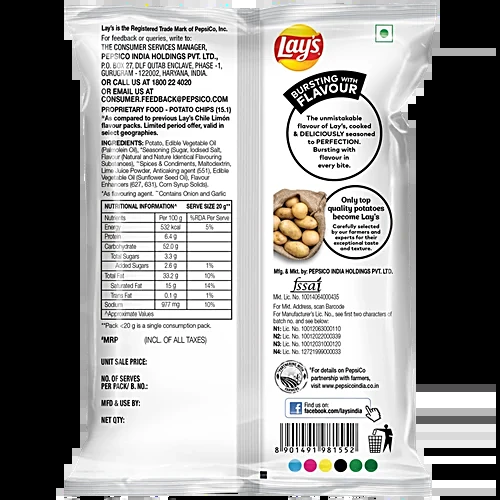 Lay's is the Registered Trade Mark of PepsiCo, Inc.
For feedback or queries, write to:
THE CONSUMER SERVICES MANAGER,
PEPSICO INDIA HOLDINGS PVT. LTD.,
P.O. BOX 27, DLF QUTAB ENCLAVE, PHASE -1,
GURUGRAM -122002, HARYANA, INDIA.
OR CALL US AT 1800 22 4020
OR EMAIL US AT
CONSUMER.FEEDBACK@PEPSICO.COM
PROPRIETARY FOOD - POTATO CHIPS (15.1)
*As compared to previous Lay's Chile Limón
flavour packs. Limited period offer, valid in
select geographies.
INGREDIENTS: Potato, Edible Vegetable Oil
(Palmolein Oil), *Seasoning (Sugar, Iodised Salt,
Flavour (Natural and Nature Identical Flavouring
Substances), ~Spices & Condiments, Maltodextrin,
Lime Juice Powder, Anticaking agent (551), Edible
Vegetable Oil (Sunflower Seed Oil), Flavour
Enhancers (627, 631), Corn Syrup Solids).
*As flavouring agent. ~Contains Onion and Garlic
NUTRITIONAL INFORMATION^ SERVE SIZE 20 g**
Nutrients Per 100 g %RDA Per Serve
Energy 532 kcal 5%
Protein 6.4 g
Carbohydrate 52.0 g
Total Sugars 3.3 g
Added Sugars 2.6 g 1%
Total Fat 33.2 g 10%
Saturated Fat 15 g 14%
Trans Fat 0.1 g 1%
Sodium 977 mg 10%
^Approximate Values
**Pack <20 g is a single consumption pack.
MRP (INCL. OF ALL TAXES)
UNIT SALE PRICE:
NO. OF SERVES
PER PACK/ B. NO.:
MFD & USE BY:
NET QTY:
Lay's
BURSTING WITH
FLAVOUR
The unmistakable
flavour of Lay's, cooked
& DELICIOUSLY seasoned
to PERFECTION.
Bursting with
flavour in
every bite.
Only top
quality potatoes
become Lay's
Carefully selected
by our farmers and
experts for their
exceptional taste
and texture.
Mfg. & Mkt. by: PEPSICO INDIA HOLDINGS PVT. LTD.
fssai
Mkt. Lic. No. 10014064000435
For Mkt. Address, scan Barcode
For Manufacturer's Lic. No., see first two characters of
batch no. and see below:
N1: Lic. No. 10012063000110
N2: Lic. No. 10012022000333
N3: Lic. No. 10012031000120
N4: Lic. No. 12721999000033
*For details on PepsiCo
partnership with farmers,
visit www.pepsicoindia.co.in
Find us on:
facebook.com/laysindia
8 901491 981552